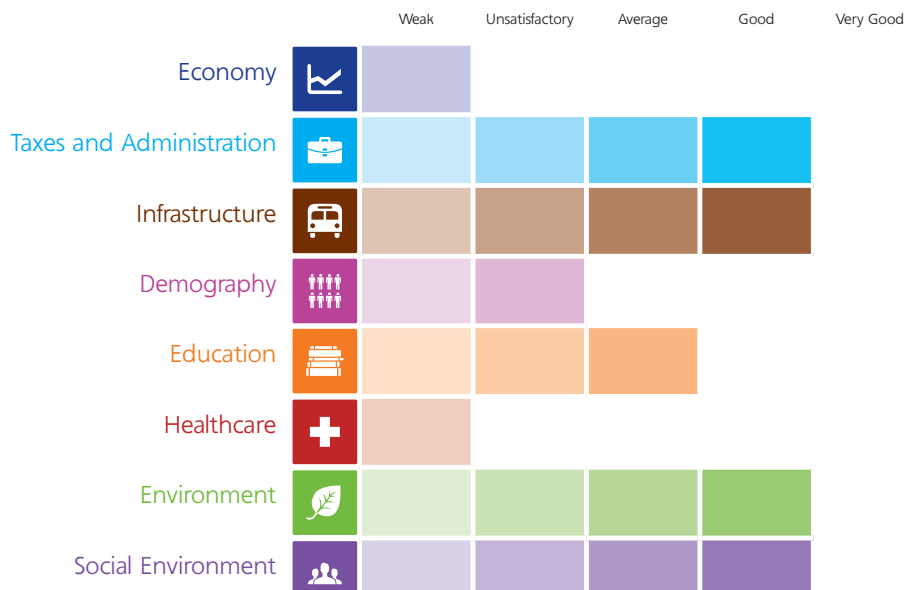 Weak Unsatisfactory Average Good Very Good
Economy
Taxes and Administration
Infrastructure
Demography
Education
Healthcare
Environment
Social Environment